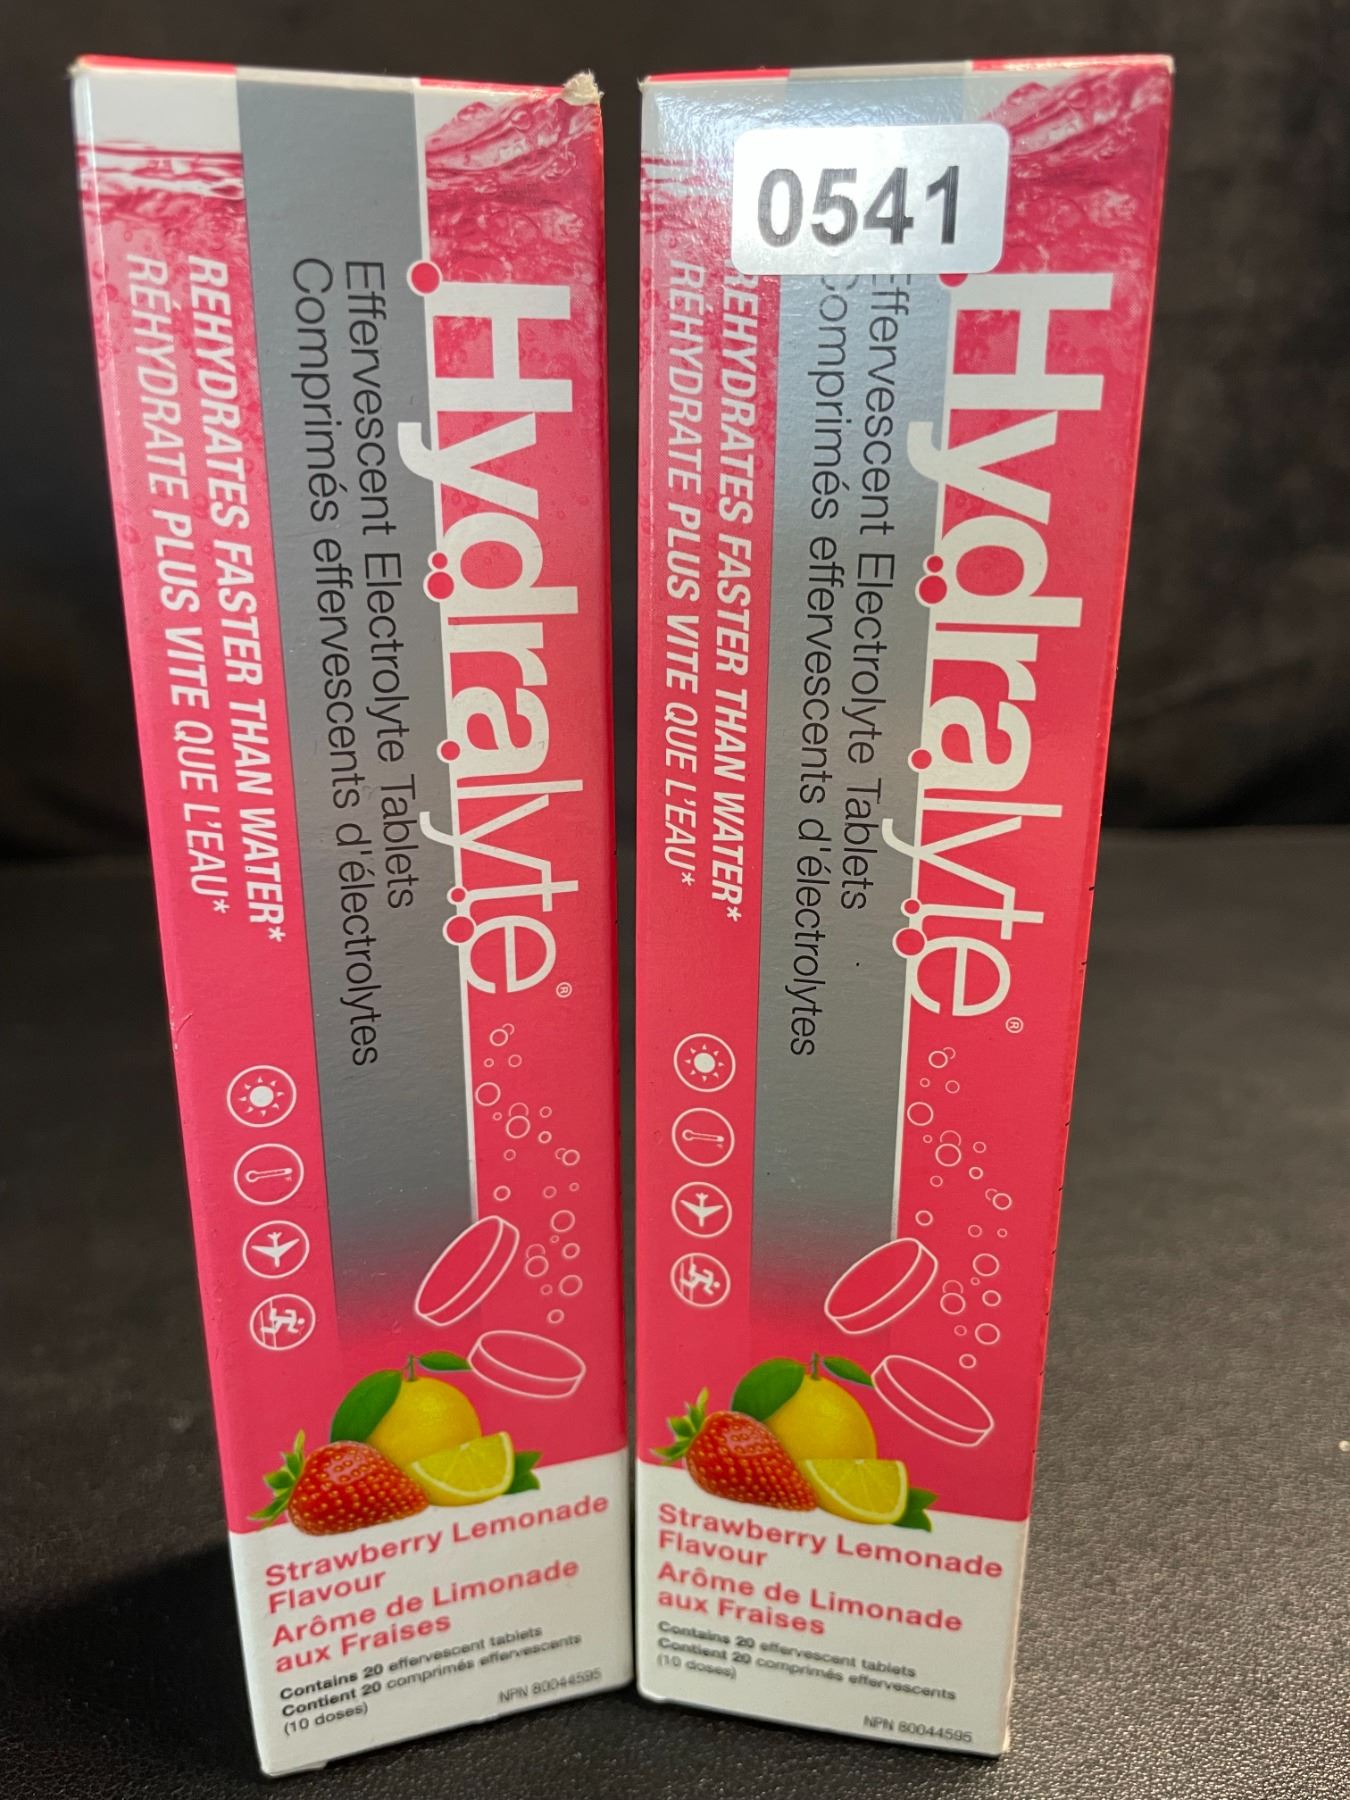 Hydralyte®
Effervescent Electrolyte Tablets
Comprimés effervescents d'électrolytes
REHYDRATES FASTER THAN WATER*
RÉHYDRATE PLUS VITE QUE L'EAU*
Strawberry Lemonade
Flavour
Arôme de Limonade
aux Fraises
Contains 20 effervescent tablets
Contient 20 comprimés effervescents
(10 doses)
NPN 80044595
0541
Hydralyte®
ffervescent Electrolyte Tablets
omprimés effervescents d'électrolytes
REHYDRATES FASTER THAN WATER*
RÉHYDRATE PLUS VITE QUE L'EAU*
Strawberry Lemonade
Flavour
Arôme de Limonade
aux Fraises
Contains 20 effervescent tablets
Contient 20 comprimés effervescents
(10 doses)
NPN 80044595